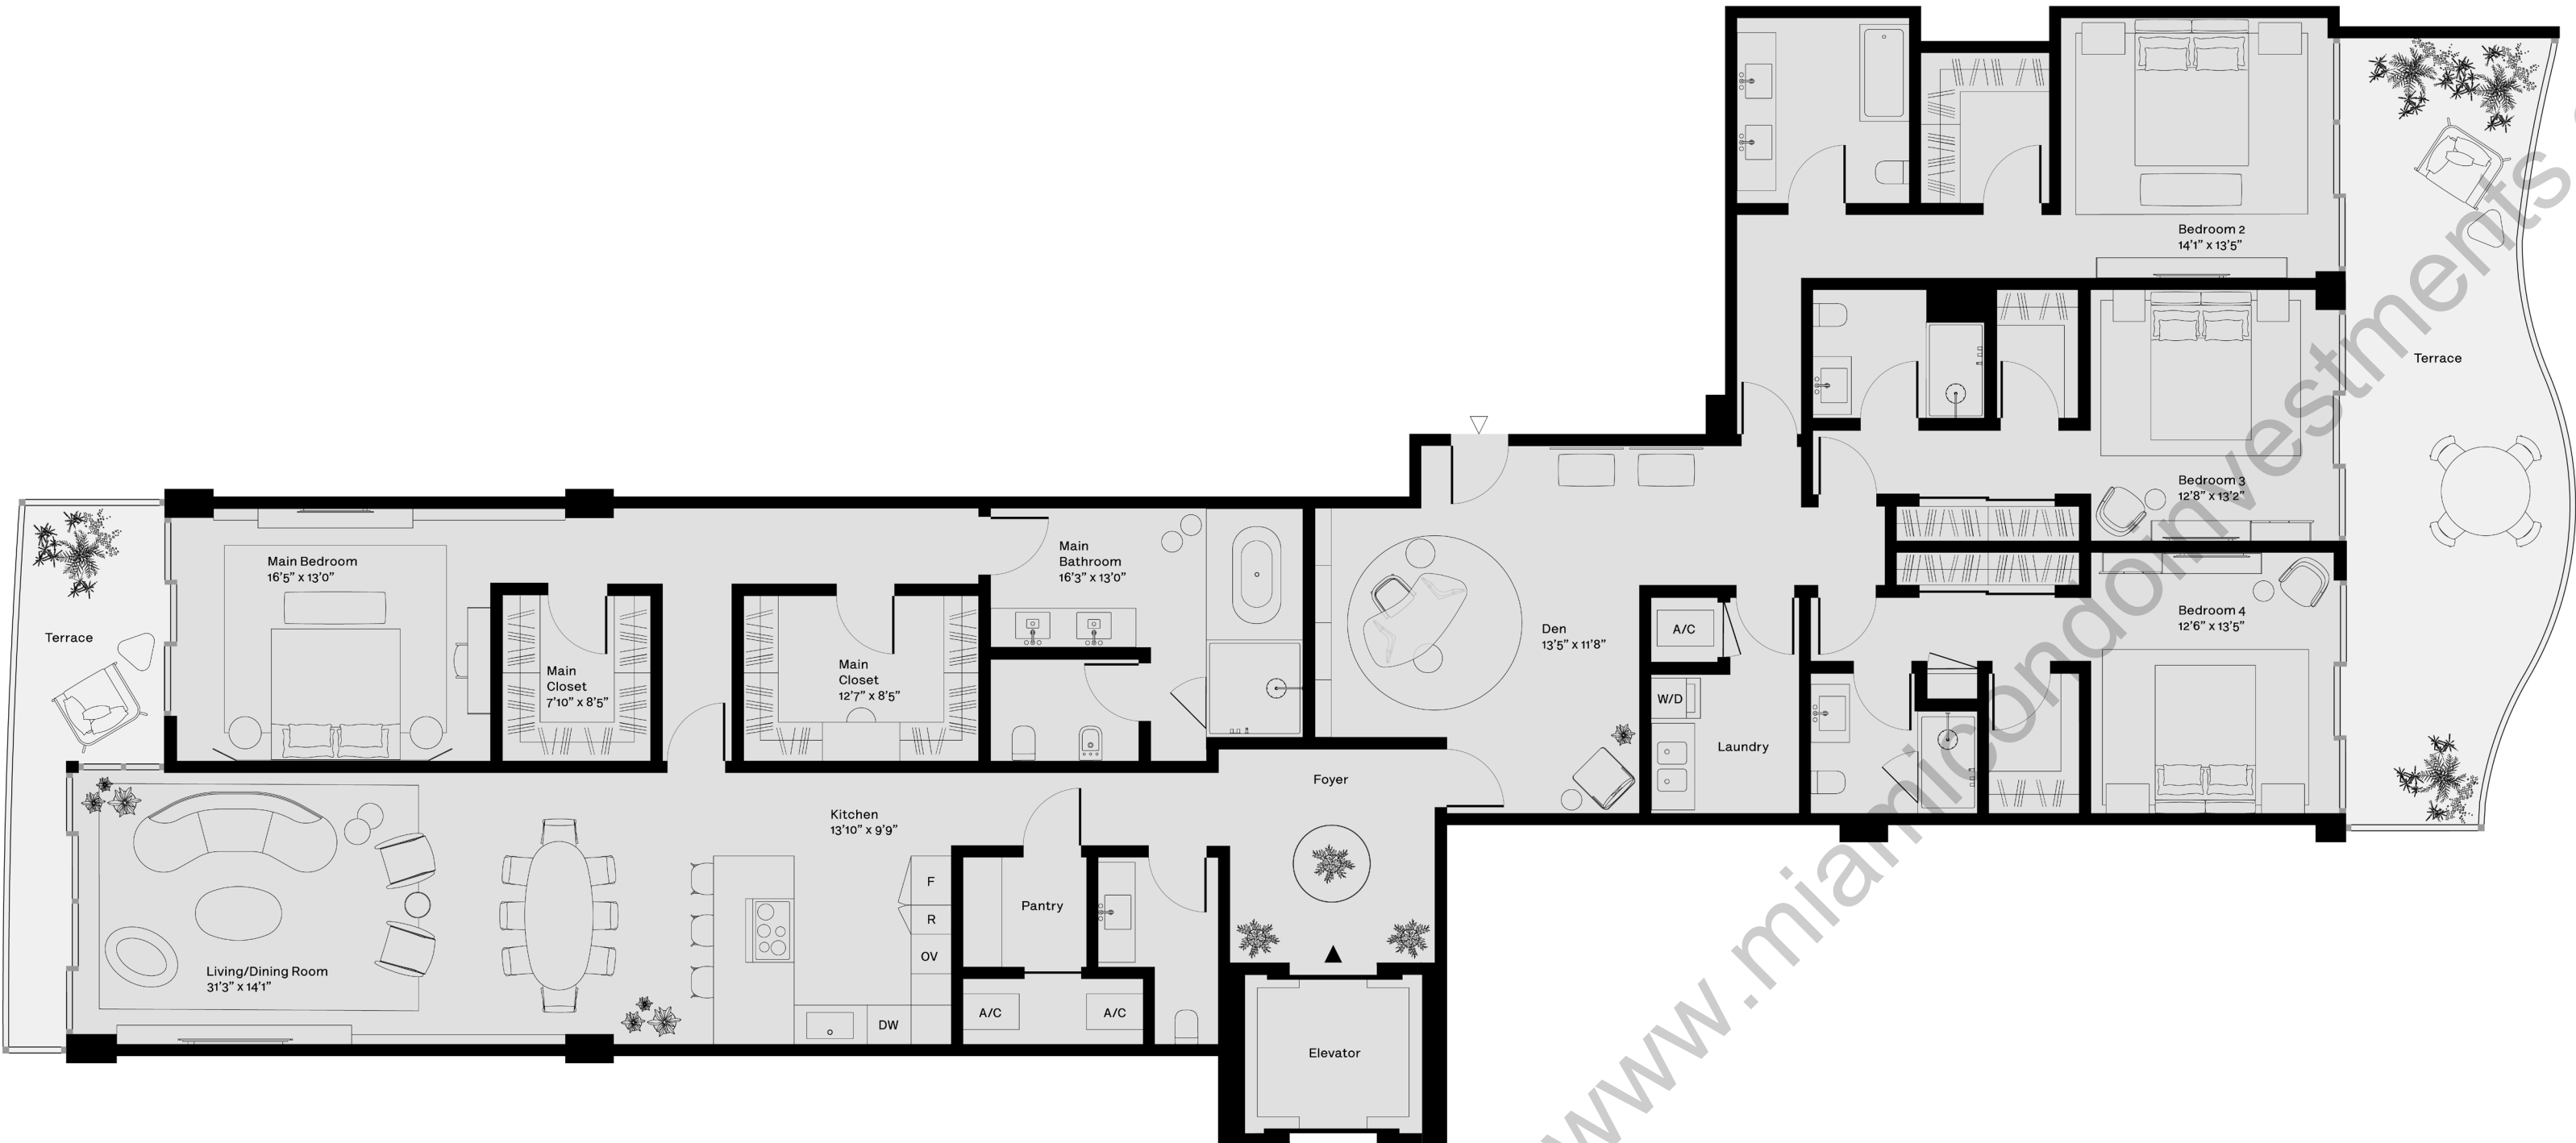 Bedroom 2
14'1" x 13'5"
Terrace
Bedroom 3
12'8" x 13'2"
Main Bedroom
16'5" x 13'0"
Main
Bathroom
16'3" x 13'0"
Terrace
Main
Closet
7'10" x 8'5"
Main
Closet
12'7" x 8'5"
Den
13'5" x 11'8"
A/C
W/D
Laundry
Bedroom 4
12'6" x 13'5"
Foyer
Kitchen
13'10" x 9'9"
F
R
OV
DW
Pantry
A/C
A/C
Living/Dining Room
31'3" x 14'1"
Elevator
www.miamicondoinvestments